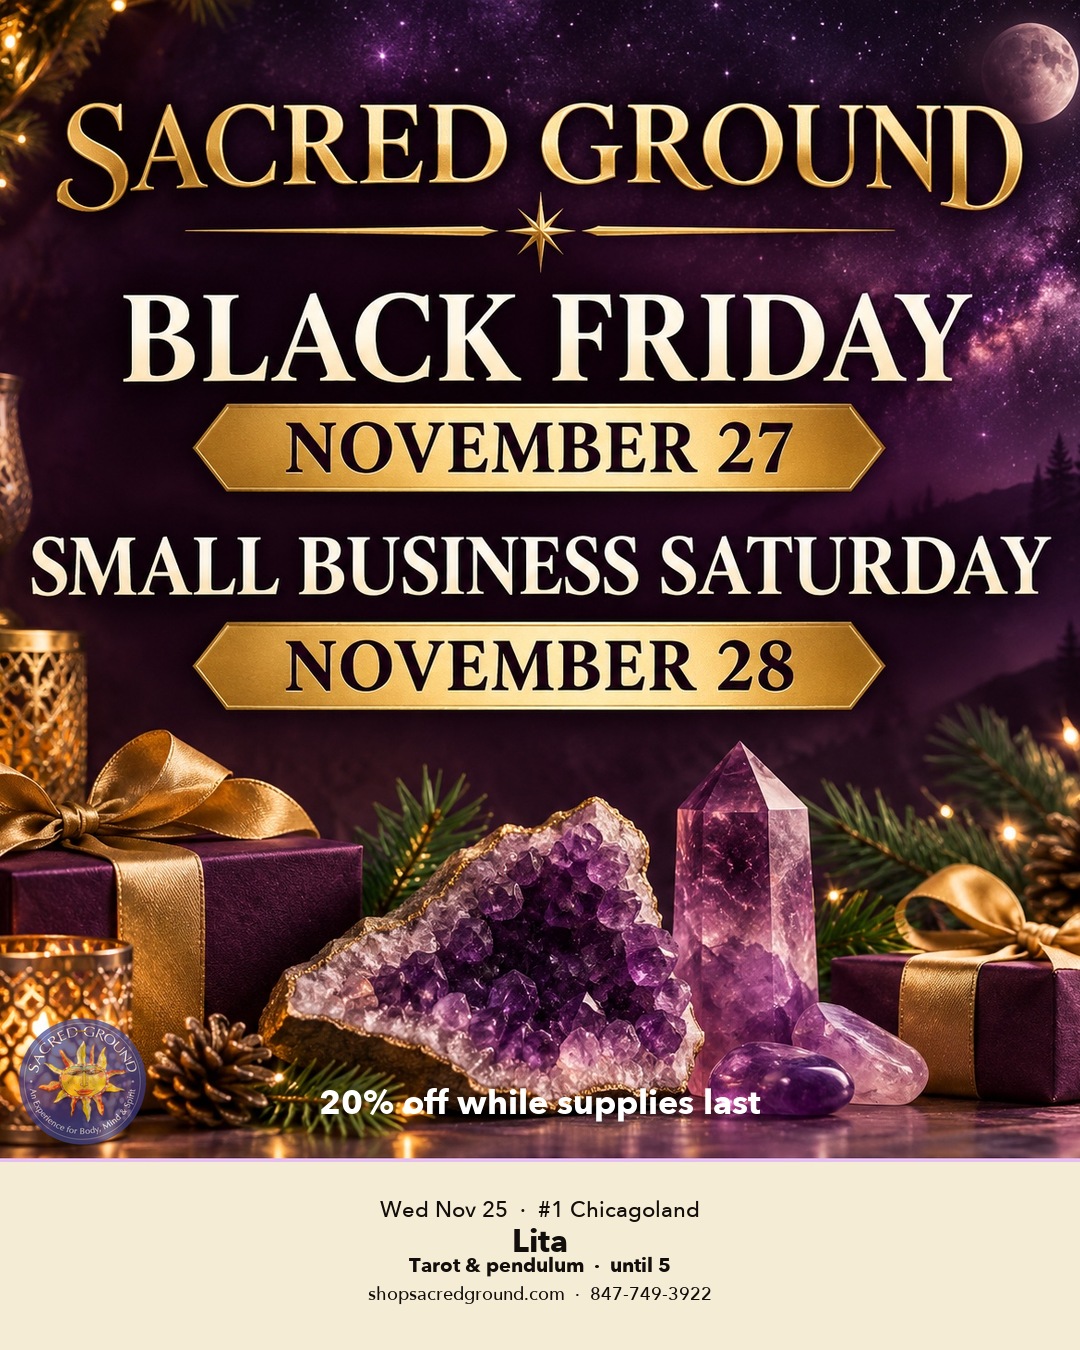 SACRED GROUND
BLACK FRIDAY
NOVEMBER 27
SMALL BUSINESS SATURDAY
NOVEMBER 28
SACRED GROUND
An Experience for Body, Mind & Spirit
20% off while supplies last
Wed Nov 25 · #1 Chicagoland
Lita
Tarot & pendulum · until 5
shopsacredground.com · 847-749-3922